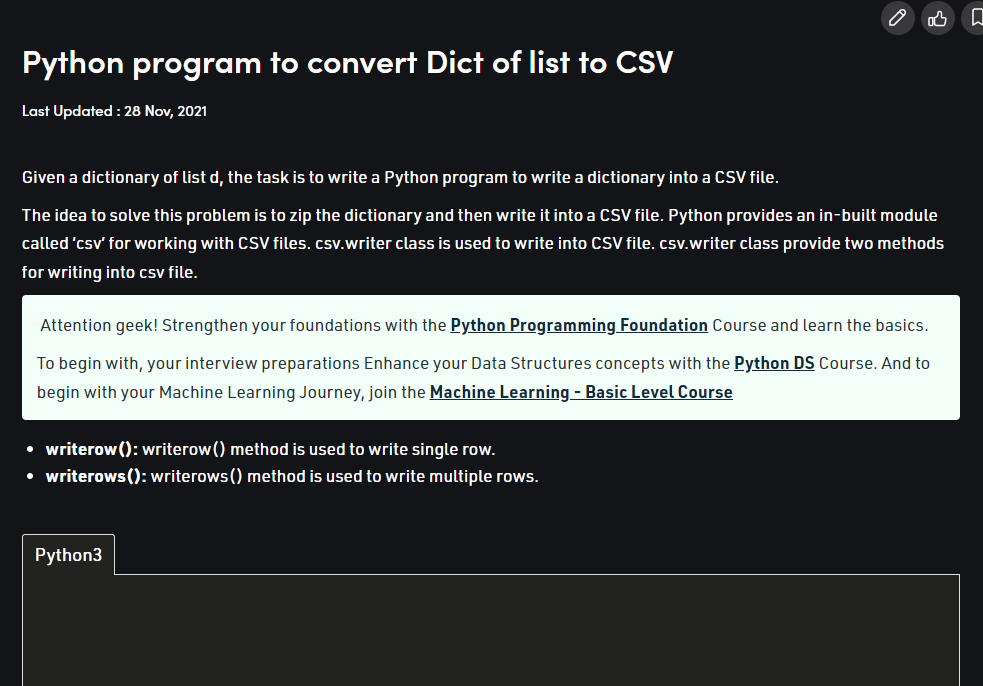 Python program to convert Dict of list to CSV
Last Updated : 28 Nov, 2021
Given a dictionary of list d, the task is to write a Python program to write a dictionary into a CSV file.
The idea to solve this problem is to zip the dictionary and then write it into a CSV file. Python provides an in-built module
called ‘csv’ for working with CSV files. csv.writer class is used to write into CSV file. csv.writer class provide two methods
for writing into csv file.
Attention geek! Strengthen your foundations with the Python Programming Foundation Course and learn the basics.
To begin with, your interview preparations Enhance your Data Structures concepts with the Python DS Course. And to
begin with your Machine Learning Journey, join the Machine Learning - Basic Level Course
• writerow(): writerow() method is used to write single row.
• writerows(): writerows() method is used to write multiple rows.
Python3